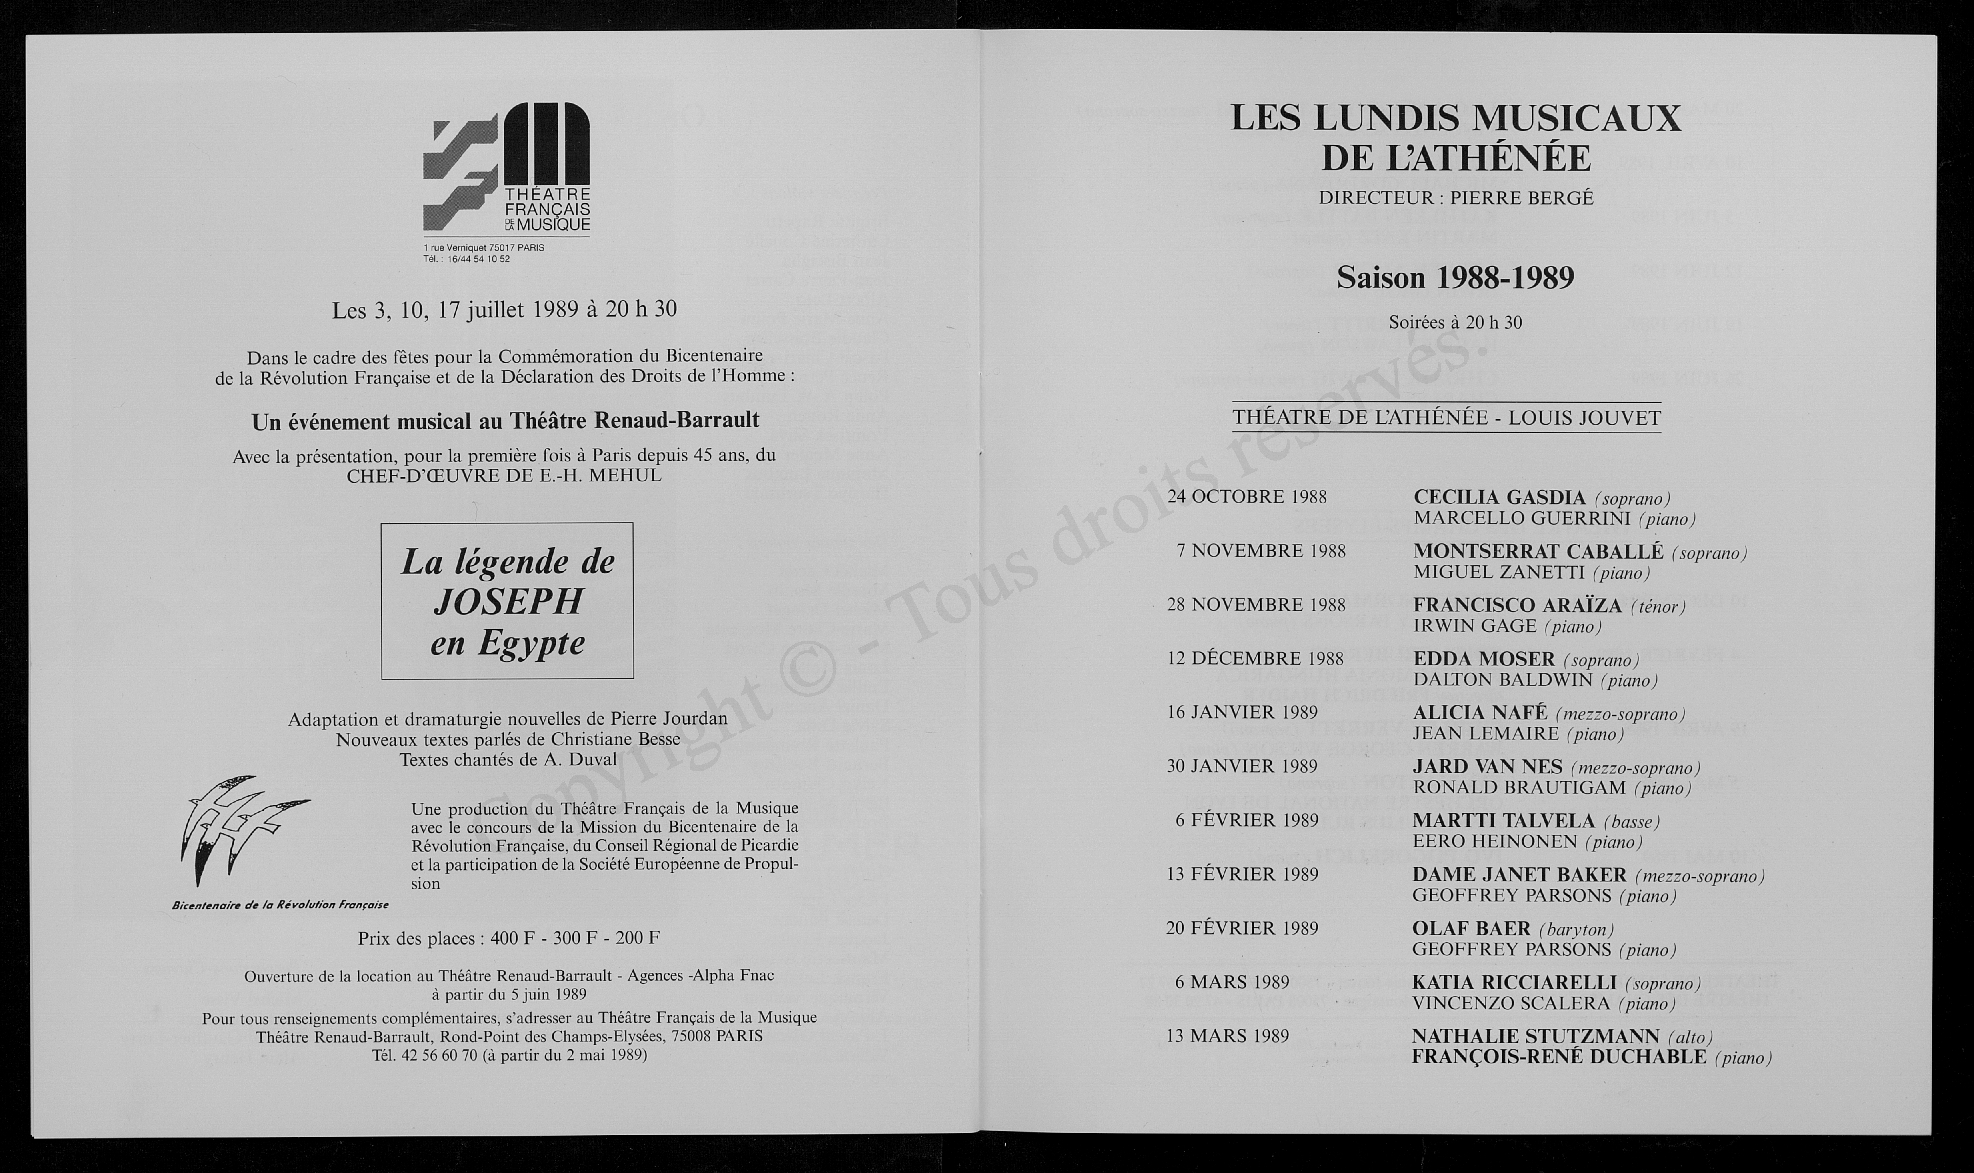 THÉATRE
FRANÇAIS
DE LA MUSIQUE
1 rue Verniquet 75017 PARIS
Tél. : 16/44 54 10 52
Les 3, 10, 17 juillet 1989 à 20 h 30
Dans le cadre des fêtes pour la Commémoration du Bicentenaire
de la Révolution Française et de la Déclaration des Droits de l'Homme :
Un événement musical au Théâtre Renaud-Barrault
Avec la présentation, pour la première fois à Paris depuis 45 ans, du
CHEF-D'ŒUVRE DE E.-H. MEHUL
La légende de
JOSEPH
en Egypte
Adaptation et dramaturgie nouvelles de Pierre Jourdan
Nouveaux textes parlés de Christiane Besse
Textes chantés de A. Duval
Une production du Théâtre Français de la Musique
avec le concours de la Mission du Bicentenaire de la
Révolution Française, du Conseil Régional de Picardie
et la participation de la Société Européenne de Propul-
sion
Bicentenaire de la Révolution Française
Prix des places : 400 F - 300 F - 200 F
Ouverture de la location au Théâtre Renaud-Barrault - Agences -Alpha Fnac
à partir du 5 juin 1989
Pour tous renseignements complémentaires, s'adresser au Théâtre Français de la Musique
Théâtre Renaud-Barrault, Rond-Point des Champs-Elysées, 75008 PARIS
Tél. 42 56 60 70 (à partir du 2 mai 1989)
LES LUNDIS MUSICAUX
DE L'ATHÉNÉE
DIRECTEUR : PIERRE BERGÉ
Saison 1988-1989
Soirées à 20 h 30
THÉATRE DE L'ATHÉNÉE - LOUIS JOUVET
24 OCTOBRE 1988 CECILIA GASDIA (soprano)
MARCELLO GUERRINI (piano)
7 NOVEMBRE 1988 MONTSERRAT CABALLÉ (soprano)
MIGUEL ZANETTI (piano)
28 NOVEMBRE 1988 FRANCISCO ARAÏZA (ténor)
IRWIN GAGE (piano)
12 DÉCEMBRE 1988 EDDA MOSER (soprano)
DALTON BALDWIN (piano)
16 JANVIER 1989 ALICIA NAFÉ (mezzo-soprano)
JEAN LEMAIRE (piano)
30 JANVIER 1989 JARD VAN NES (mezzo-soprano)
RONALD BRAUTIGAM (piano)
6 FÉVRIER 1989 MARTTI TALVELA (basse)
EERO HEINONEN (piano)
13 FÉVRIER 1989 DAME JANET BAKER (mezzo-soprano)
GEOFFREY PARSONS (piano)
20 FÉVRIER 1989 OLAF BAER (baryton)
GEOFFREY PARSONS (piano)
6 MARS 1989 KATIA RICCIARELLI (soprano)
VINCENZO SCALERA (piano)
13 MARS 1989 NATHALIE STUTZMANN (alto)
FRANÇOIS-RENÉ DUCHABLE (piano)
Copyright © - Tous droits réservés.